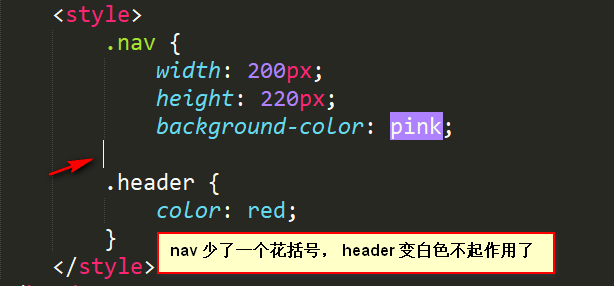 <style>
.nav {
width: 200px;
height: 220px;
background-color: pink;
.header {
color: red;
}
</style>
nav 少了一个花括号， header 变白色不起作用了